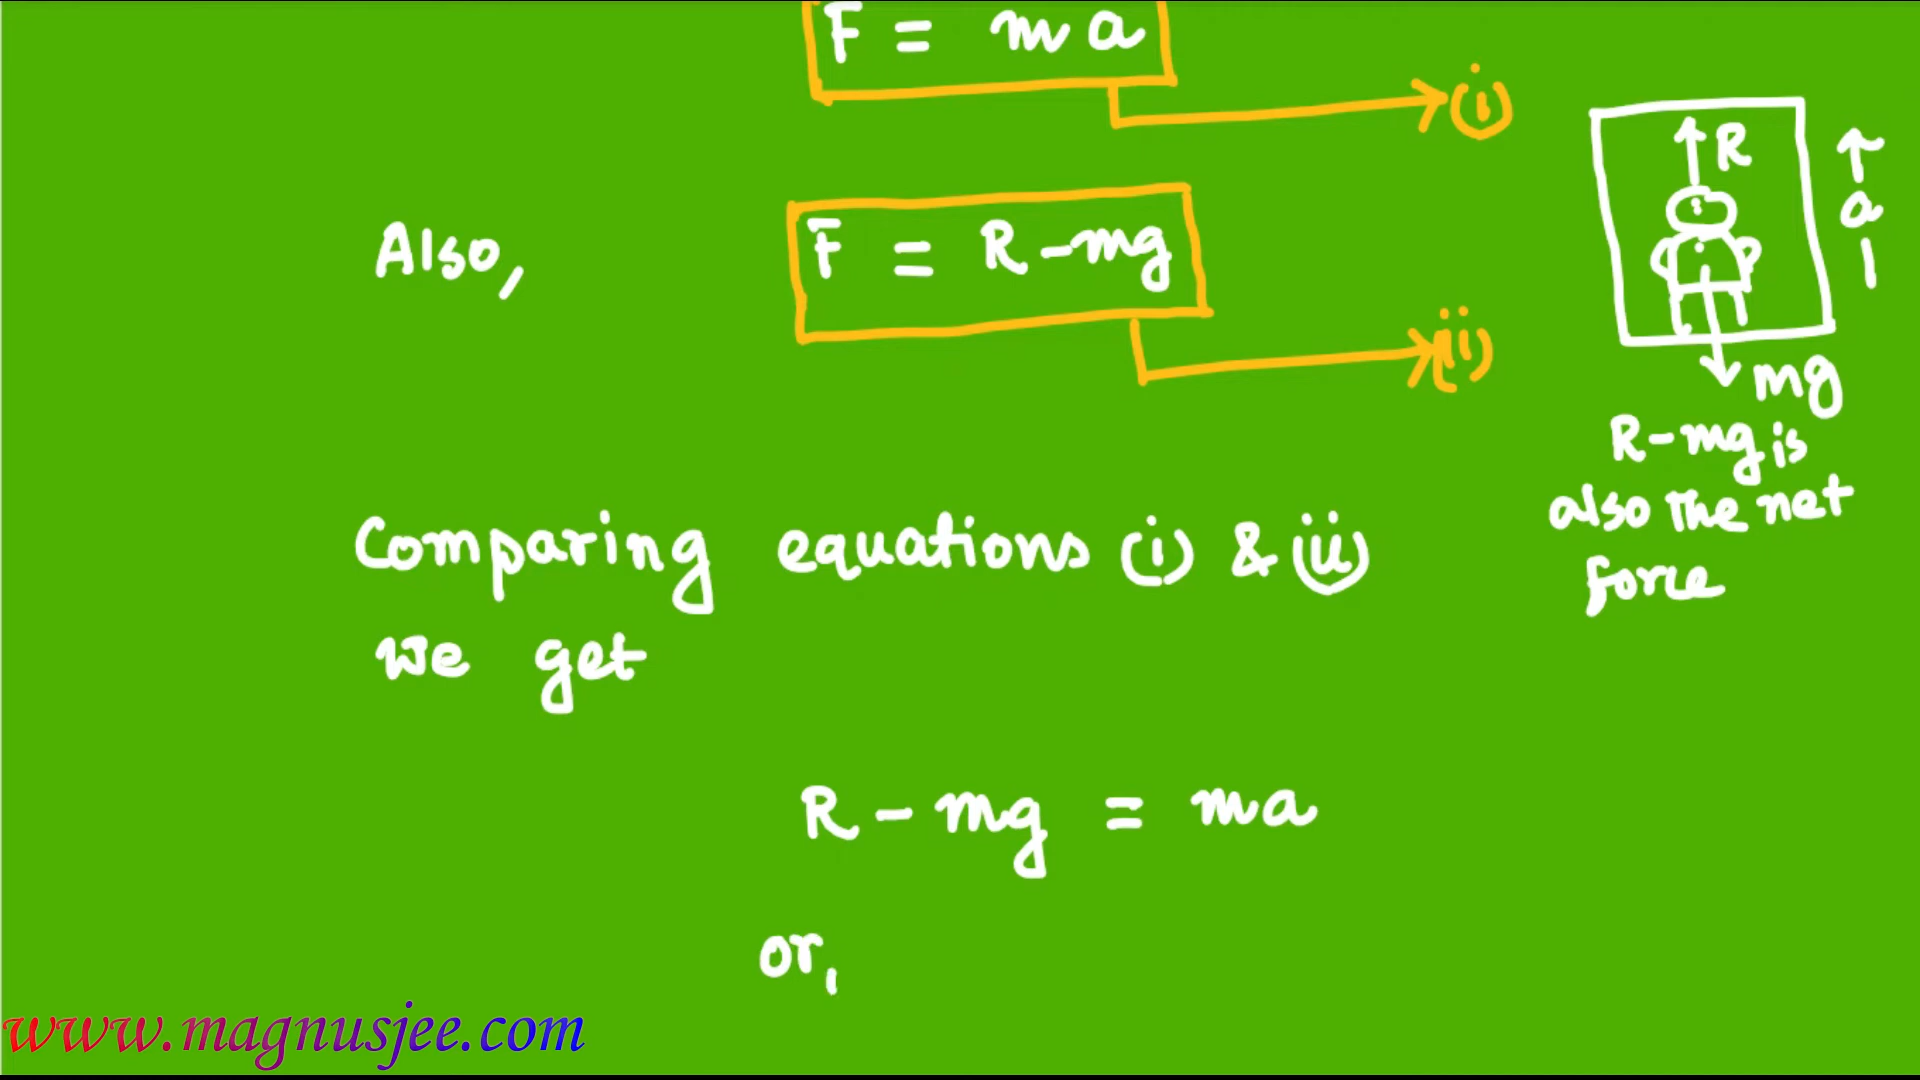 F = ma
(i)
R
a
Also,
F = R - mg
(ii)
mg
R - mg is
also the net
force
Comparing equations (i) & (ii)
we get
R - mg = ma
or,
www.magnusjee.com